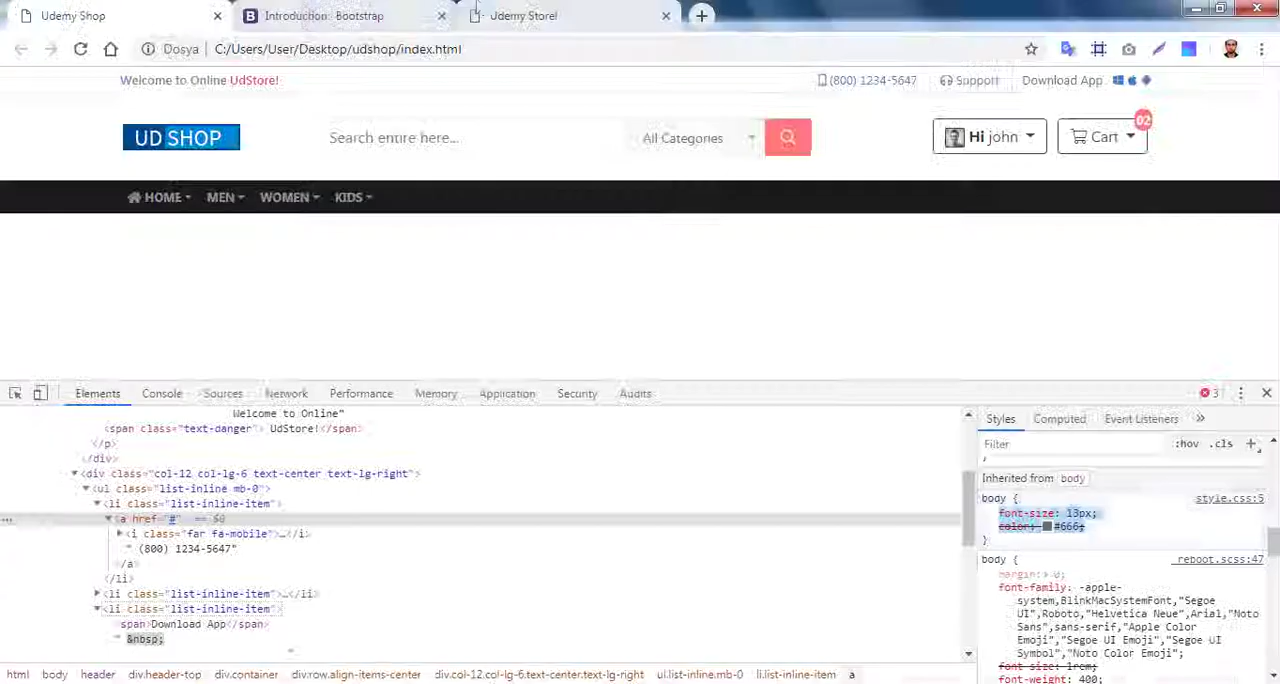 Udemy Shop
Introduction · Bootstrap
Udemy Store!
Dosya | C:/Users/User/Desktop/udshop/index.html
Welcome to Online UdStore!
(800) 1234-5647
Support
Download App
UD SHOP
Search entire here...
All Categories
Hi john
Cart
02
HOME
MEN
WOMEN
KIDS
Elements
Console
Sources
Network
Performance
Memory
Application
Security
Audits
3
Welcome to Online"
<span class="text-danger"> UdStore!</span>
</p>
</div>
<div class="col-12 col-lg-6 text-center text-lg-right">
<ul class="list-inline mb-0">
<li class="list-inline-item">
<a href="#" == $0
<i class="far fa-mobile">…</i>
" (800) 1234-5647"
</a>
</li>
<li class="list-inline-item">…</li>
<li class="list-inline-item">
span>Download App</span>
" &nbsp;
html body header div.header-top div.container div.row.align-items-center div.col-12.col-lg-6.text-center.text-lg-right ul.list-inline.mb-0 li.list-inline-item a
Styles
Computed
Event Listeners
»
Filter
:hov .cls +
Inherited from body
body {
style.css:5
font-size: 13px;
color: #666;
}
body {
_reboot.scss:47
margin: 0;
font-family: -apple-
system,BlinkMacSystemFont,"Segoe
UI",Roboto,"Helvetica Neue",Arial,"Noto
Sans",sans-serif,"Apple Color
Emoji","Segoe UI Emoji","Segoe UI
Symbol","Noto Color Emoji";
font-size: 1rem;
font-weight: 400;